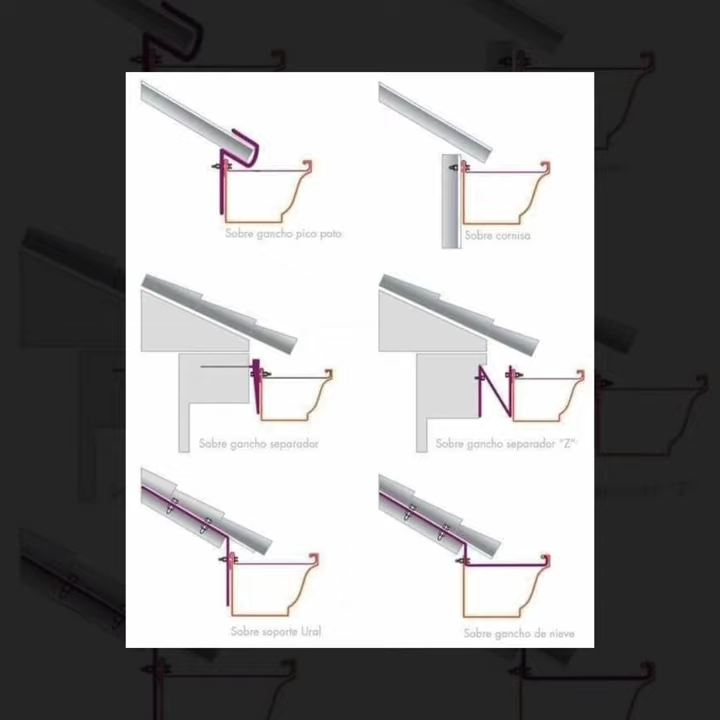 Sobre gancho pico pato
Sobre cornisa
Sobre gancho separador
Sobre gancho separador "Z"
Sobre soporte Ural
Sobre gancho de nieve